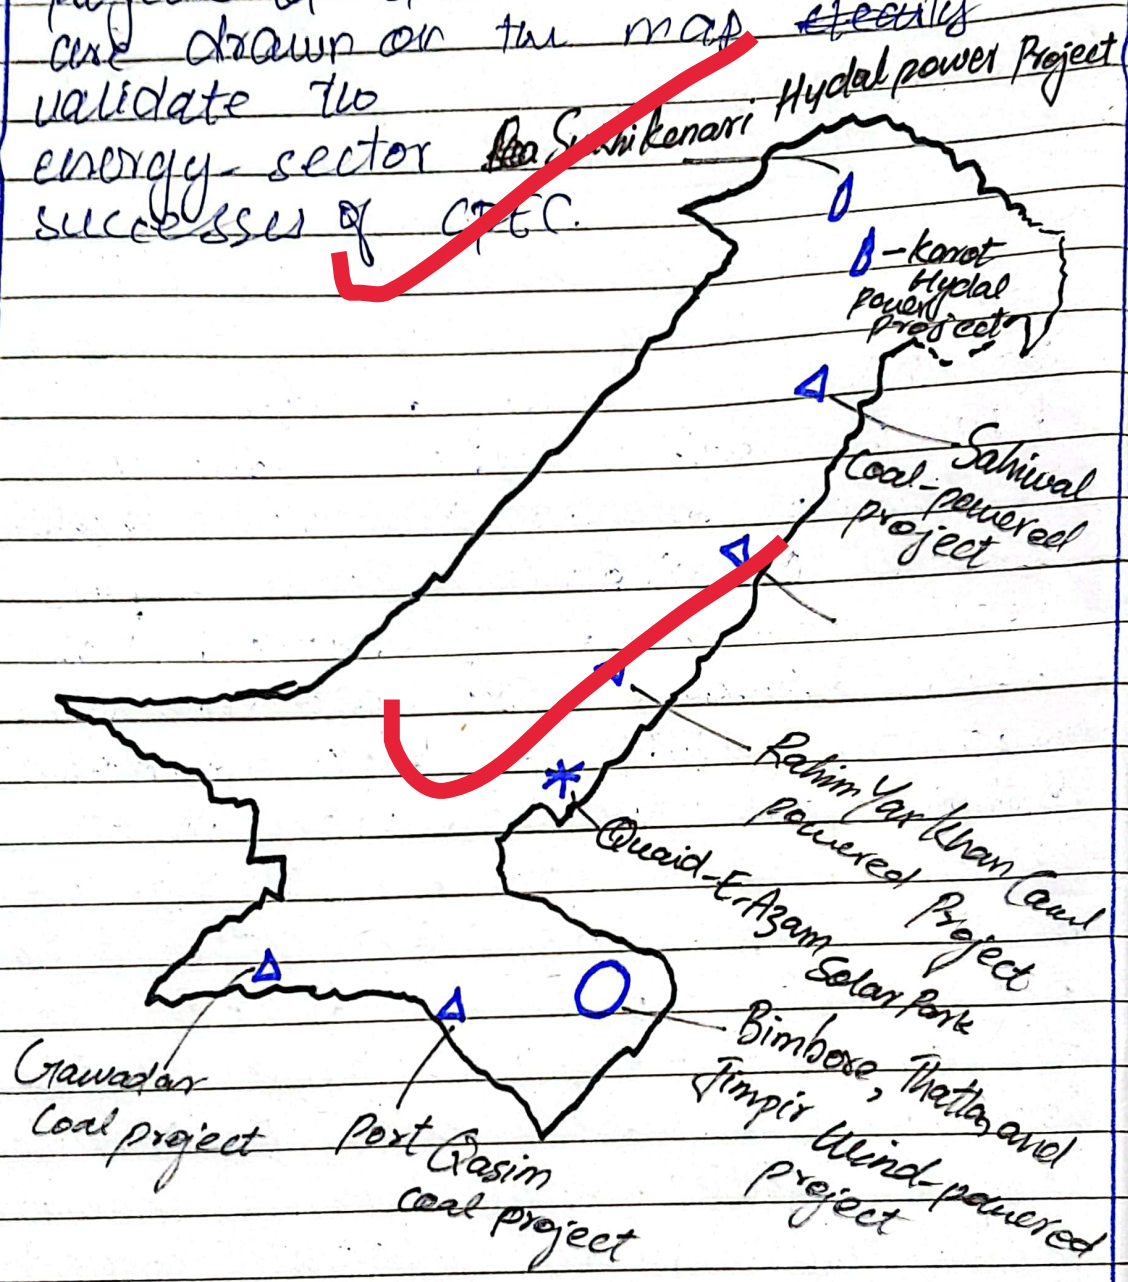 are drawn on the map
validate the
energy-sector
successes of CPEC.
Sukhikenari Hydal power Project
Karot
Hydal
power
project
Sahiwal
Coal-powered
project
Rahim Yar Khan Coal
powered Project
Quaid-E-Azam
Solar Park
Bimbore, Thatta, and
Jimpir Wind-powered
project
Gawadar
Coal project
Port Qasim
coal project